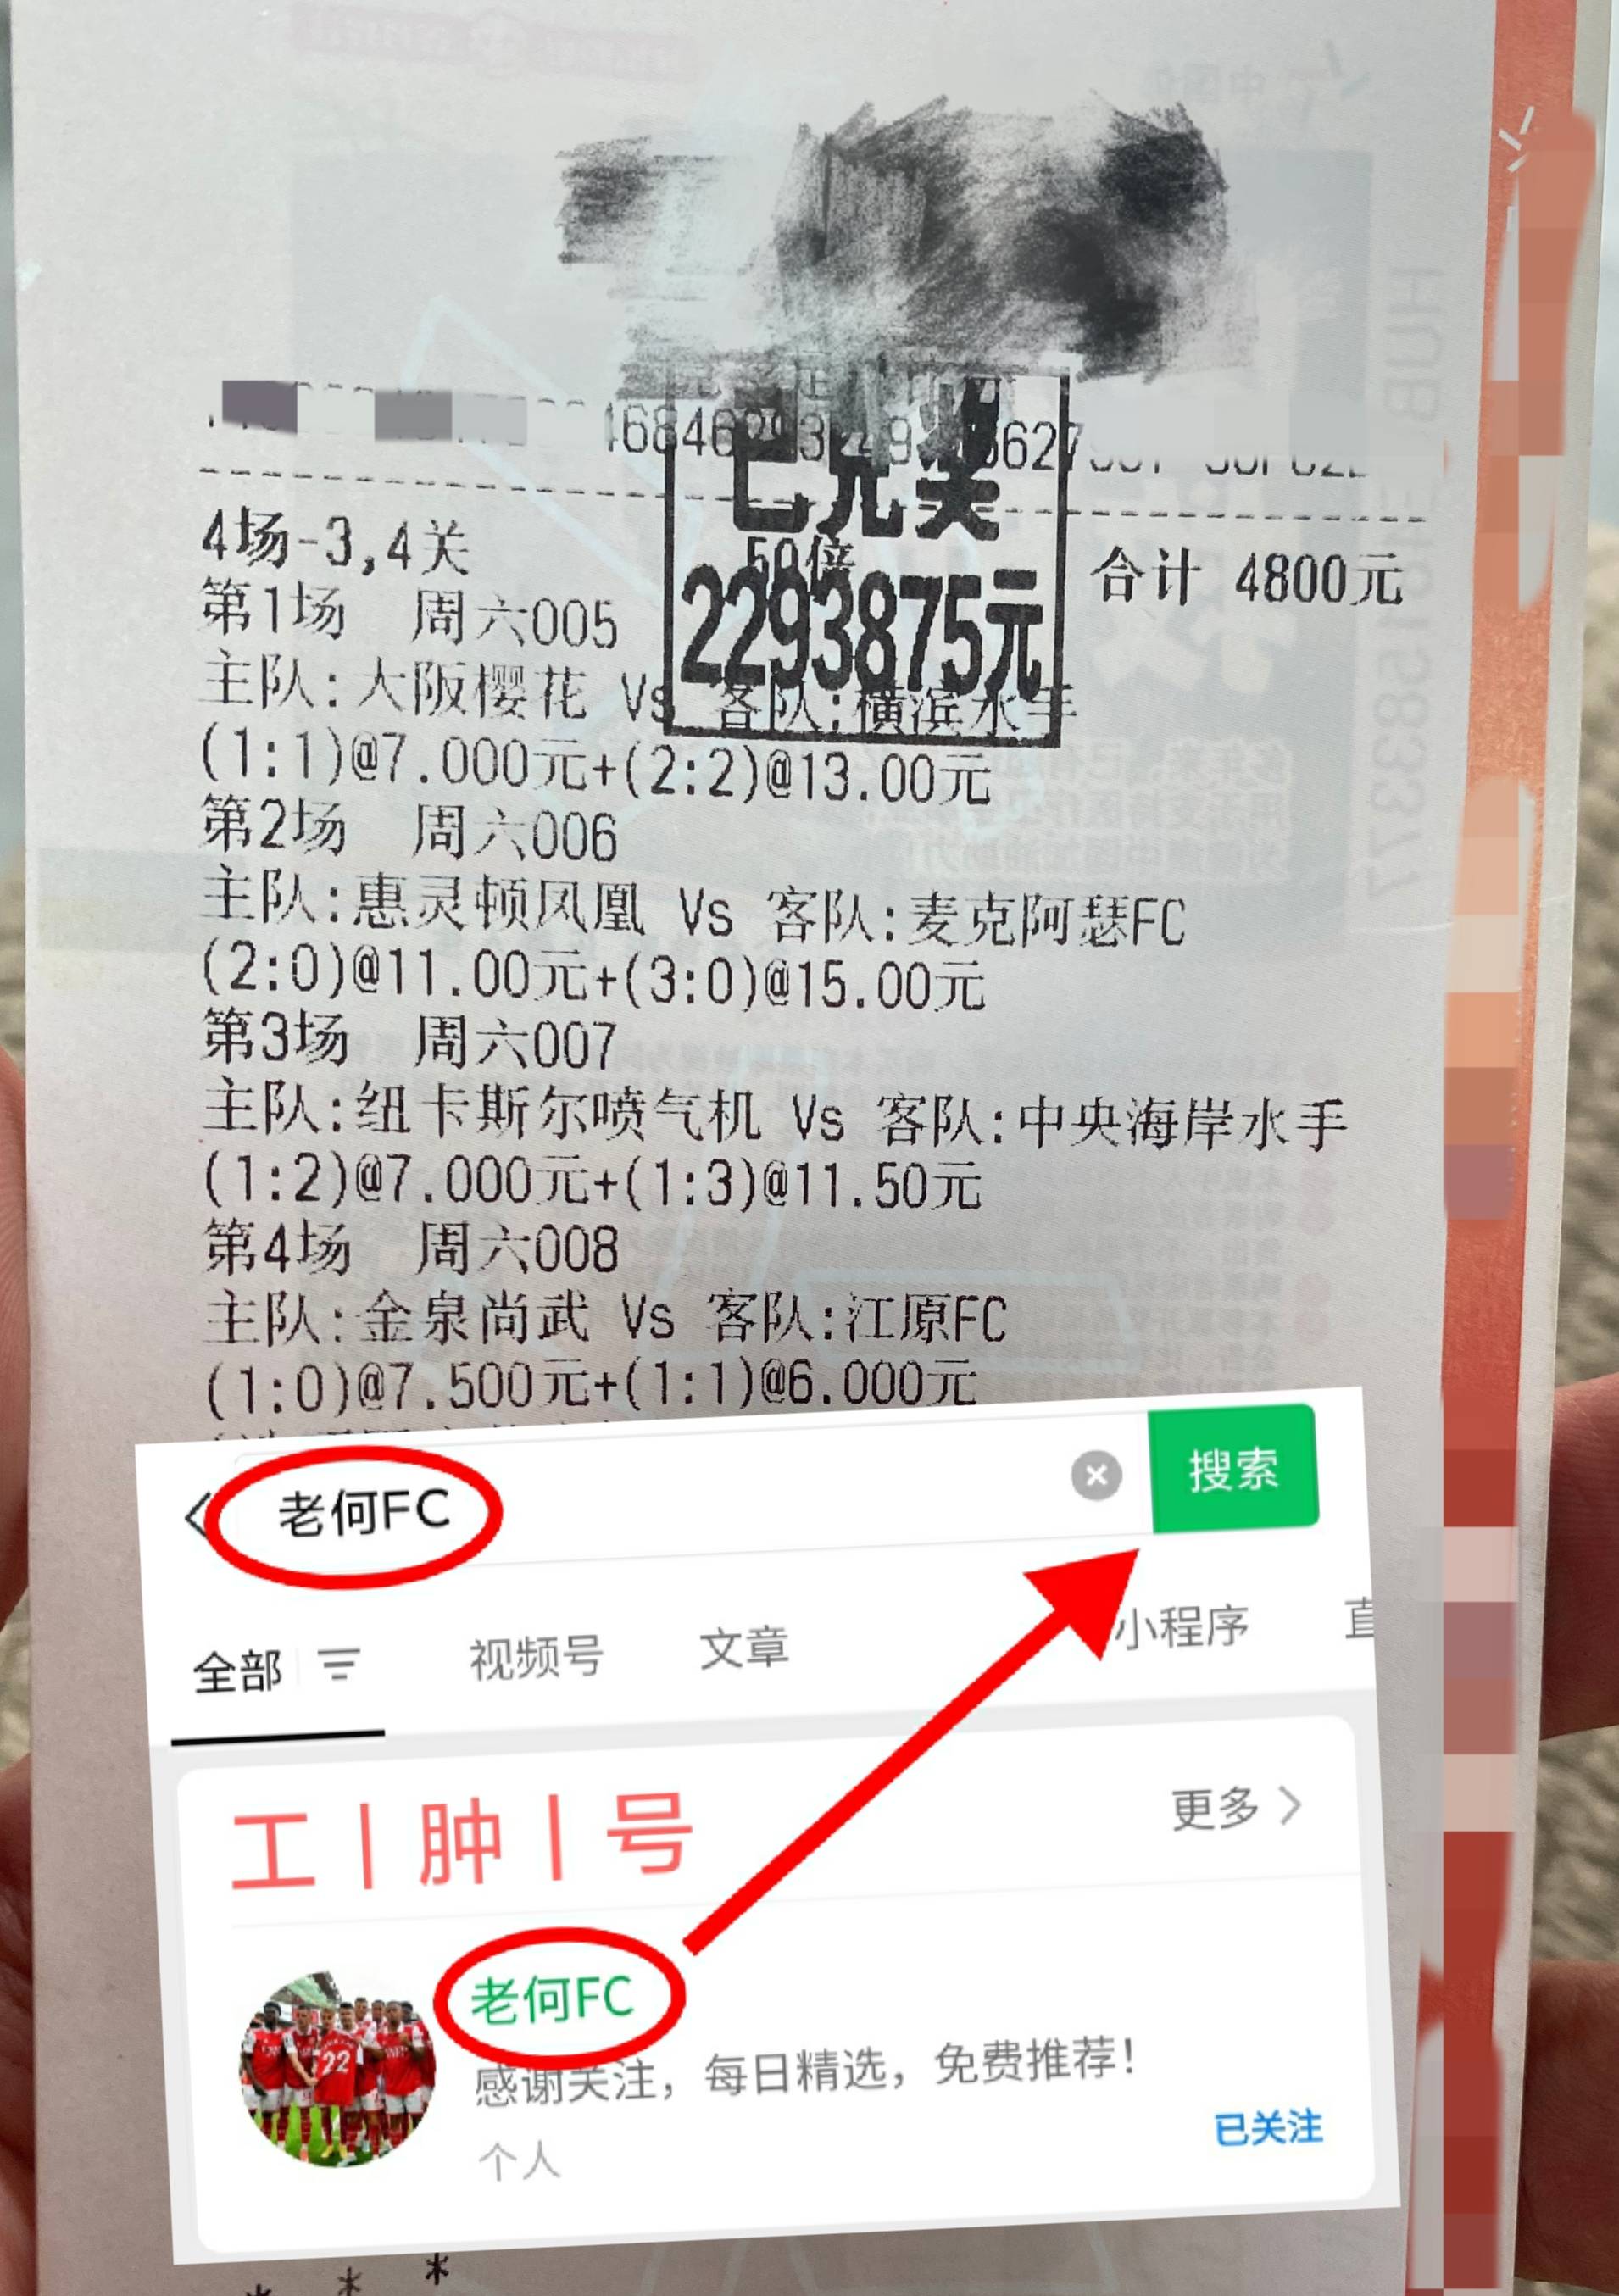 已兑奖
4场-3,4关 50倍 合计 4800元
2293875元
第1场 周六005
主队:大阪樱花 Vs 客队:横滨水手
(1:1)@7.000元+(2:2)@13.00元
第2场 周六006
主队:惠灵顿凤凰 Vs 客队:麦克阿瑟FC
(2:0)@11.00元+(3:0)@15.00元
第3场 周六007
主队:纽卡斯尔喷气机 Vs 客队:中央海岸水手
(1:2)@7.000元+(1:3)@11.50元
第4场 周六008
主队:金泉尚武 Vs 客队:江原FC
(1:0)@7.500元+(1:1)@6.000元
老何FC 搜索
全部 视频号 文章 小程序 直
工|肿|号 更多
老何FC
感谢关注，每日精选，免费推荐！
个人 已关注
22
* * *